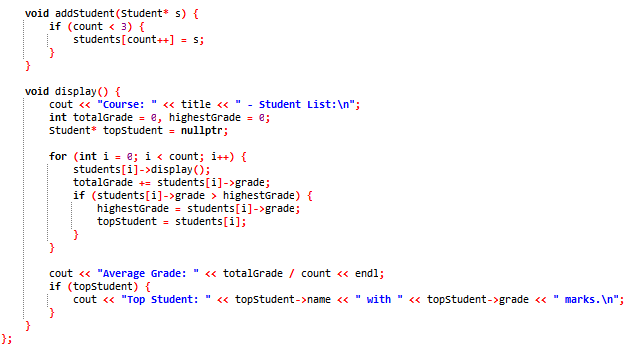 void addStudent(Student* s) {
if (count < 3) {
students[count++] = s;
}
}
void display() {
cout << "Course: " << title << " - Student List:\n";
int totalGrade = 0, highestGrade = 0;
Student* topStudent = nullptr;
for (int i = 0; i < count; i++) {
students[i]->display();
totalGrade += students[i]->grade;
if (students[i]->grade > highestGrade) {
highestGrade = students[i]->grade;
topStudent = students[i];
}
}
cout << "Average Grade: " << totalGrade / count << endl;
if (topStudent) {
cout << "Top Student: " << topStudent->name << " with " << topStudent->grade << " marks.\n";
}
}
};